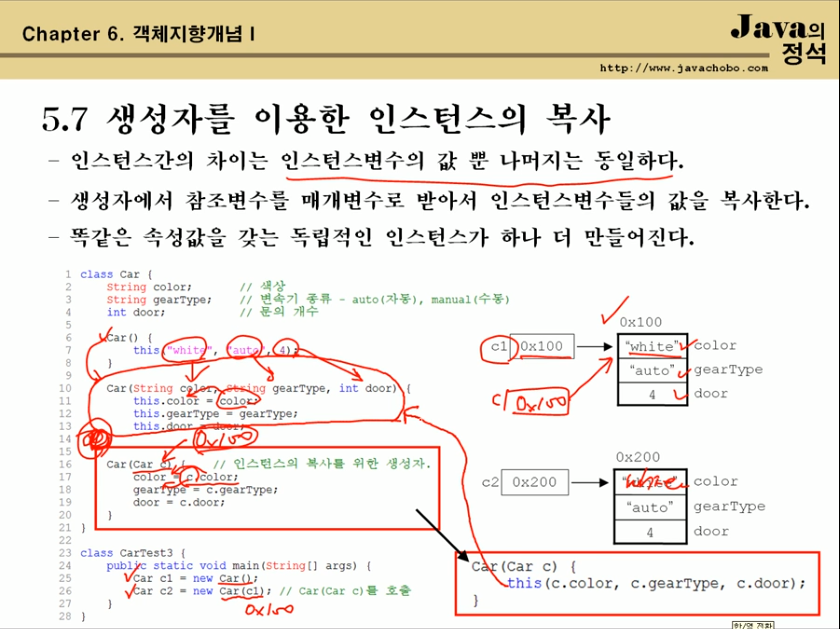 Chapter 6. 객체지향개념 I
Java의 정석
http://www.javachobo.com
5.7 생성자를 이용한 인스턴스의 복사
- 인스턴스간의 차이는 인스턴스변수의 값 뿐 나머지는 동일하다.
- 생성자에서 참조변수를 매개변수로 받아서 인스턴스변수들의 값을 복사한다.
- 똑같은 속성값을 갖는 독립적인 인스턴스가 하나 더 만들어진다.
1 class Car {
2 String color; // 색상
3 String gearType; // 변속기 종류 - auto(자동), manual(수동)
4 int door; // 문의 개수
5
6 Car() {
7 this("white", "auto", 4);
8 }
9
10 Car(String color, String gearType, int door) {
11 this.color = color;
12 this.gearType = gearType;
13 this.door = door;
14
0x100
15
16 Car(Car c) { // 인스턴스의 복사를 위한 생성자.
17 color = c.color;
18 gearType = c.gearType;
19 door = c.door;
20 }
21 }
22
23 class CarTest3 {
24 public static void main(String[] args) {
25 Car c1 = new Car();
26 Car c2 = new Car(c1); // Car(Car c)를 호출
27 }
0x100
28 }
0x100
c1 0x100
"white" color
"auto" gearType
4 door
0x100
0x200
c2 0x200
color
"auto" gearType
4 door
Car(Car c) {
this(c.color, c.gearType, c.door);
}
한/영 전환